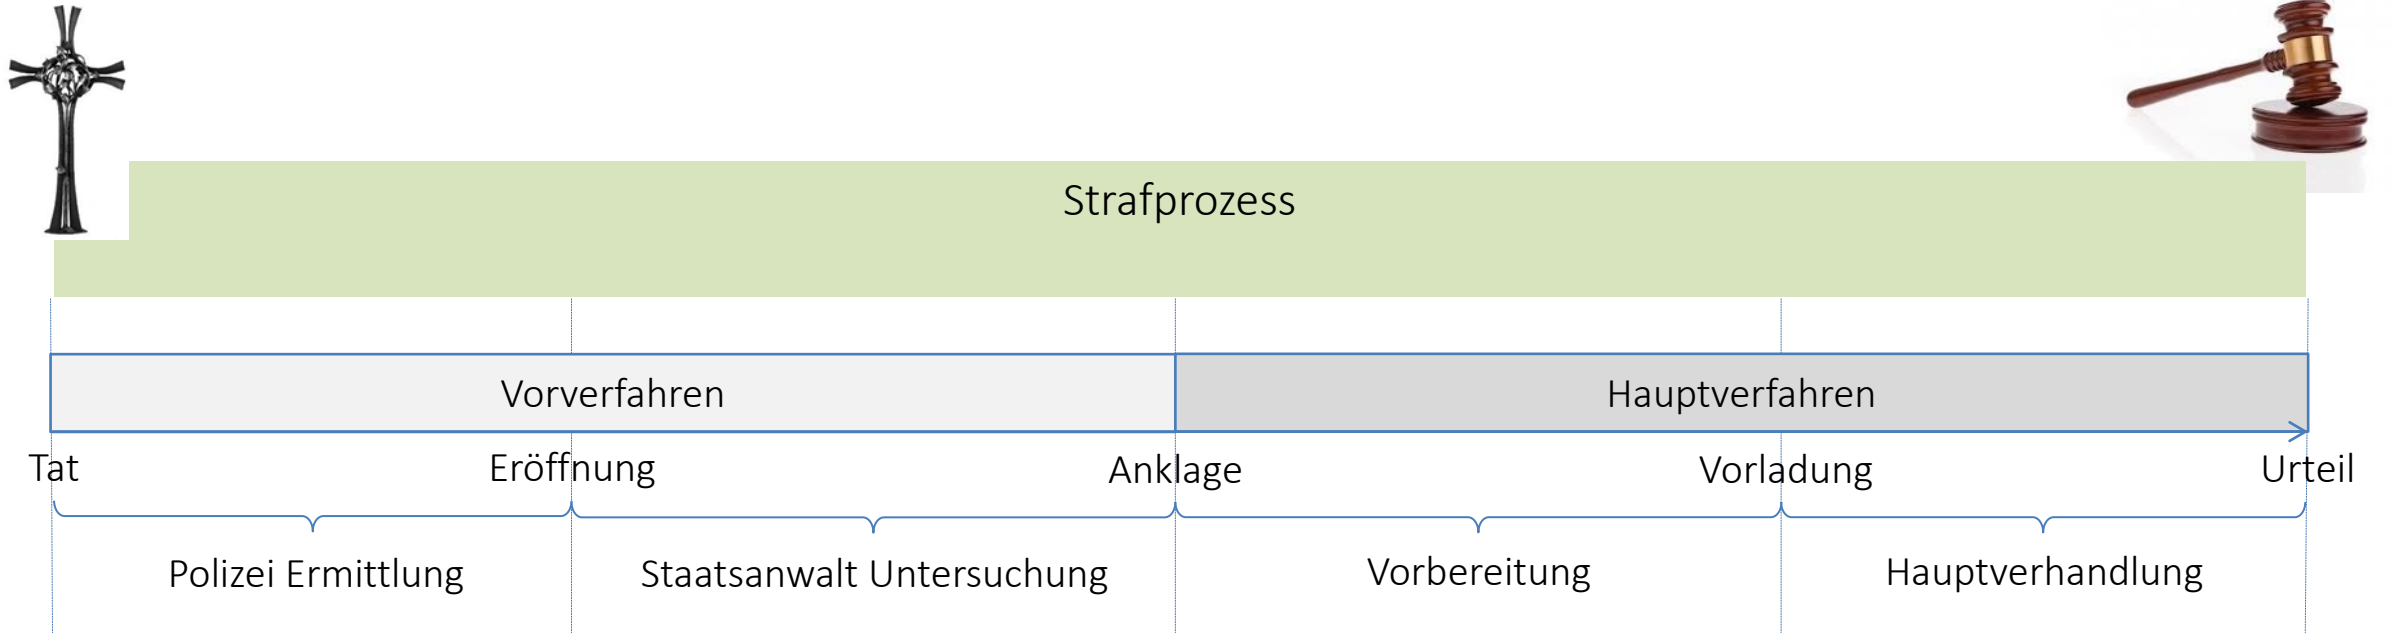 Strafprozess
Vorverfahren
Hauptverfahren
Tat
Eröffnung
Anklage
Vorladung
Urteil
Polizei Ermittlung
Staatsanwalt Untersuchung
Vorbereitung
Hauptverhandlung